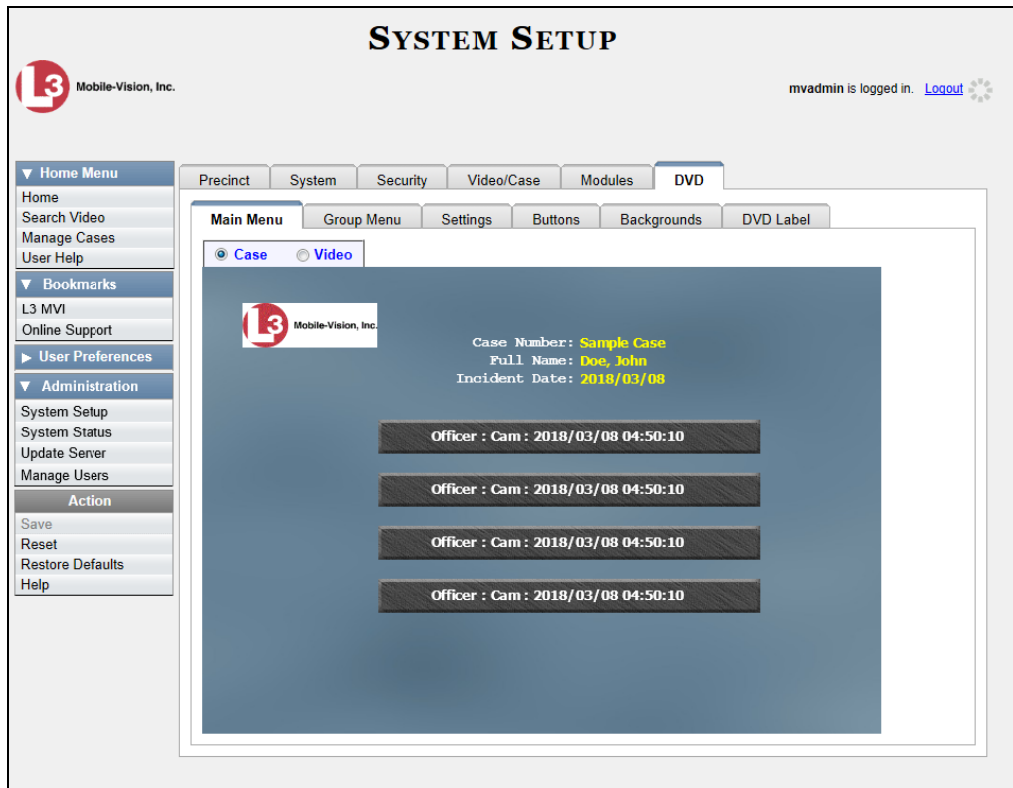 SYSTEM SETUP
L3 Mobile-Vision, Inc.
mvadmin is logged in. Logout
▼ Home Menu
Home
Search Video
Manage Cases
User Help
▼ Bookmarks
L3 MVI
Online Support
▶ User Preferences
▼ Administration
System Setup
System Status
Update Server
Manage Users
Action
Save
Reset
Restore Defaults
Help
Precinct System Security Video/Case Modules DVD
Main Menu Group Menu Settings Buttons Backgrounds DVD Label
Case Video
L3 Mobile-Vision, Inc.
Case Number: Sample Case
Full Name: Doe, John
Incident Date: 2018/03/08
Officer : Cam : 2018/03/08 04:50:10
Officer : Cam : 2018/03/08 04:50:10
Officer : Cam : 2018/03/08 04:50:10
Officer : Cam : 2018/03/08 04:50:10